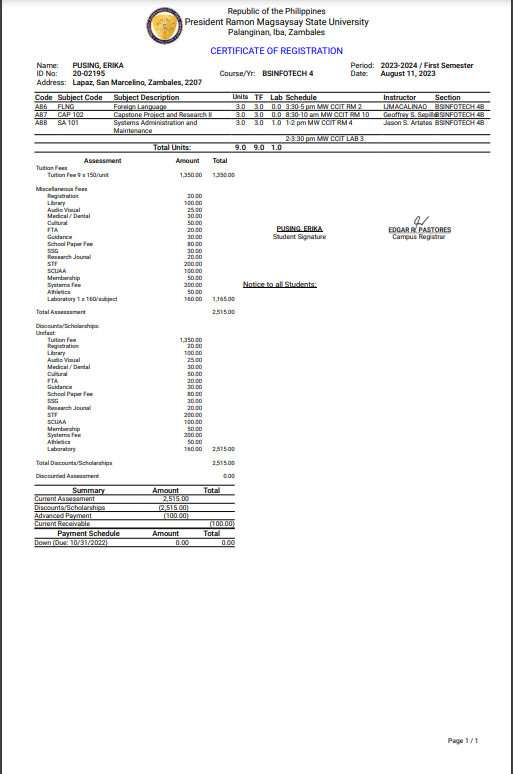 Republic of the Philippines
President Ramon Magsaysay State University
Palanginan, Iba, Zambales
CERTIFICATE OF REGISTRATION
Name: PUSING, ERIKA Period: 2023-2024 / First Semester
ID No: 20-02195 Course/Yr: BSINFOTECH 4 Date: August 11, 2023
Address: Lapaz, San Marcelino, Zambales, 2207
Code Subject Code Subject Description Units TF Lab Schedule Instructor Section
A86 FLNG Foreign Language 3.0 3.0 0.0 3:30-5 pm MW CCIT RM 2 IJMACALINAO BSINFOTECH 4B
A87 CAP 102 Capstone Project and Research II 3.0 3.0 0.0 8:30-10 am MW CCIT RM 10 Geoffrey S. Sepill BSINFOTECH 4B
A88 SA 101 Systems Administration and 3.0 3.0 1.0 1-2 pm MW CCIT RM 4 Jason S. Artates BSINFOTECH 4B
Maintenance
2-3:30 pm MW CCIT LAB 3
Total Units: 9.0 9.0 1.0
Assessment Amount Total
Tuition Fees
Tuition Fee 9 x 150/unit 1,350.00 1,350.00
Miscellaneous Fees
Registration 20.00
Library 100.00
Audio Visual 25.00
Medical / Dental 30.00
Cultural 50.00
FTA 20.00
Guidance 30.00
School Paper Fee 80.00
SSG 30.00
Research Jounal 20.00
STF 200.00
SCUAA 100.00
Membership 50.00
Systems Fee 200.00
Athletics 50.00
Laboratory 1 x 160/subject 160.00 1,165.00
PUSING, ERIKA
Student Signature
EDGAR R. PASTORES
Campus Registrar
Notice to all Students:
Total Assesssment 2,515.00
Discounts/Scholarships:
Unifast:
Tuition Fee 1,350.00
Registration 20.00
Library 100.00
Audio Visual 25.00
Medical / Dental 30.00
Cultural 50.00
FTA 20.00
Guidance 30.00
School Paper Fee 80.00
SSG 30.00
Research Jounal 20.00
STF 200.00
SCUAA 100.00
Membership 50.00
Systems Fee 200.00
Athletics 50.00
Laboratory 160.00 2,515.00
Total Discounts/Scholarships 2,515.00
Discounted Assessment 0.00
Summary Amount Total
Current Assessment 2,515.00
Discounts/Scholarships (2,515.00)
Advanced Payment (100.00)
Current Receivable (100.00)
Payment Schedule Amount Total
Down (Due: 10/31/2022) 0.00 0.00
Page 1 / 1